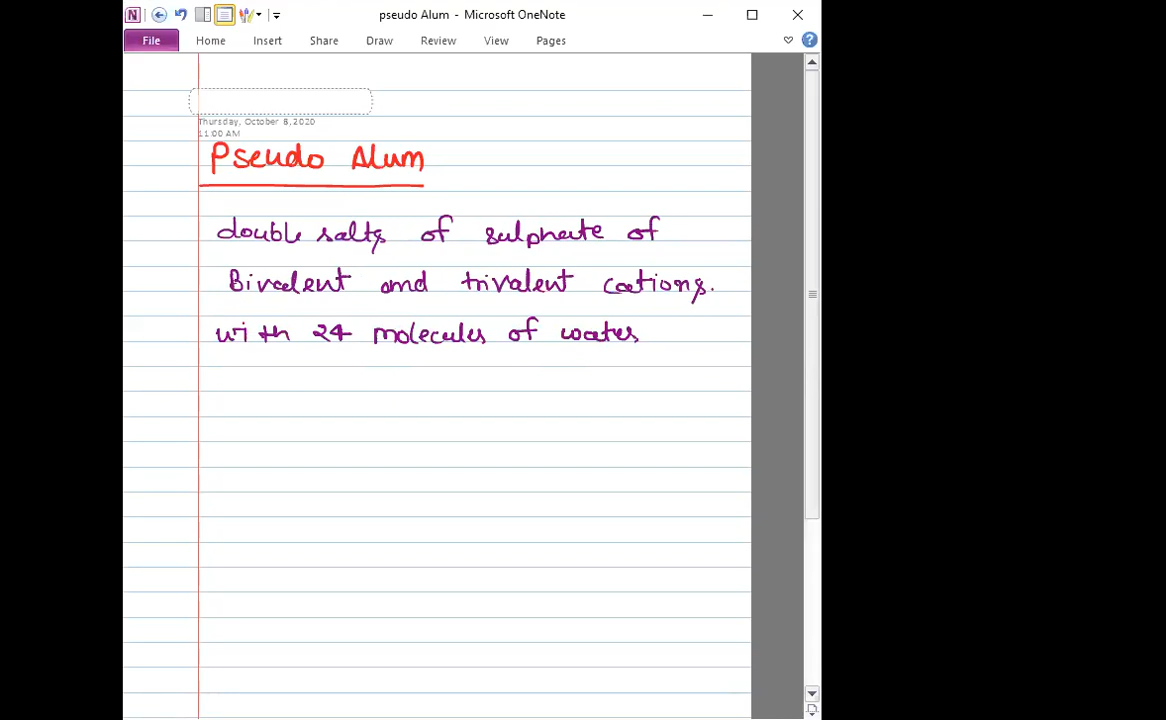 pseudo Alum - Microsoft OneNote
File Home Insert Share Draw Review View Pages
Thursday, October 8, 2020
11:00 AM
Pseudo Alum
double salts of sulphate of
Bivalent and trivalent cations.
with 24 molecules of water